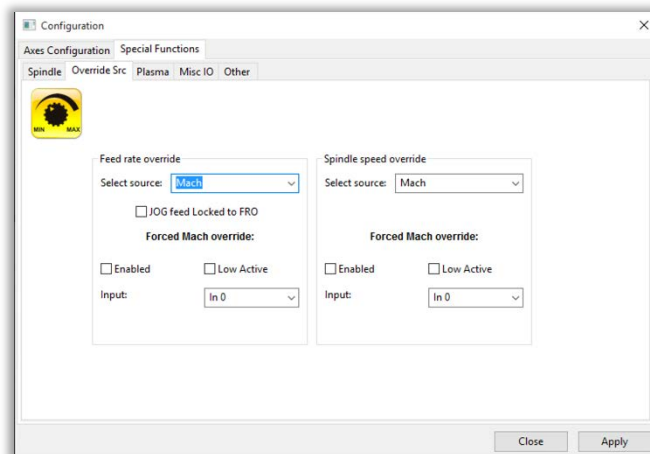 Configuration
Axes Configuration Special Functions
Spindle Override Src Plasma Misc IO Other
MIN MAX
Feed rate override
Select source: Mach
JOG feed Locked to FRO
Forced Mach override:
Enabled Low Active
Input: In 0
Spindle speed override
Select source: Mach
Forced Mach override:
Enabled Low Active
Input: In 0
Close Apply